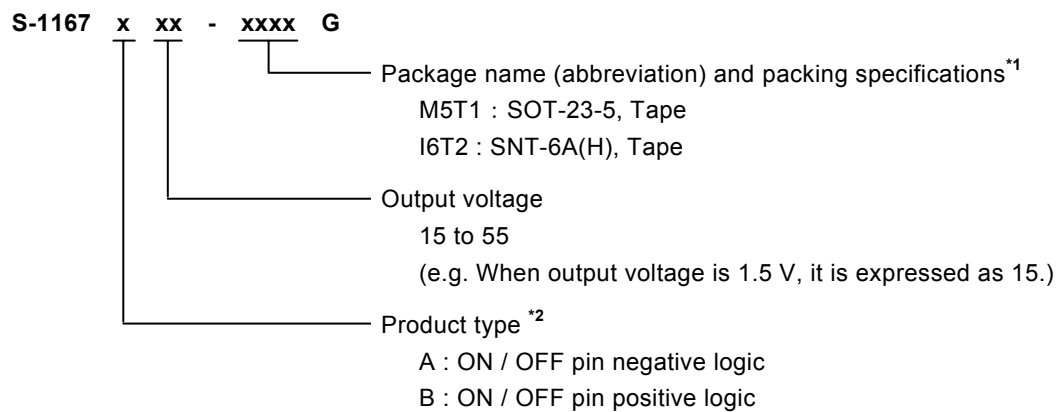 S-1167 x xx - xxxx G
Package name (abbreviation) and packing specifications*1
M5T1 : SOT-23-5, Tape
I6T2 : SNT-6A(H), Tape
Output voltage
15 to 55
(e.g. When output voltage is 1.5 V, it is expressed as 15.)
Product type *2
A : ON / OFF pin negative logic
B : ON / OFF pin positive logic